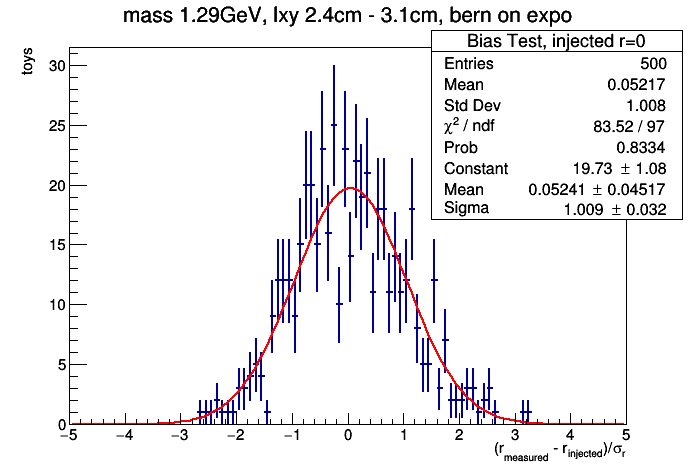 mass 1.29GeV, lxy 2.4cm - 3.1cm, bern on expo
Bias Test, injected r=0
Entries 500
Mean 0.05217
Std Dev 1.008
χ² / ndf 83.52 / 97
Prob 0.8334
Constant 19.73 ± 1.08
Mean 0.05241 ± 0.04517
Sigma 1.009 ± 0.032
toys
30
25
20
15
10
5
0
−5 −4 −3 −2 −1 0 1 2 3 4 5
(r_measured - r_injected)/σ_r